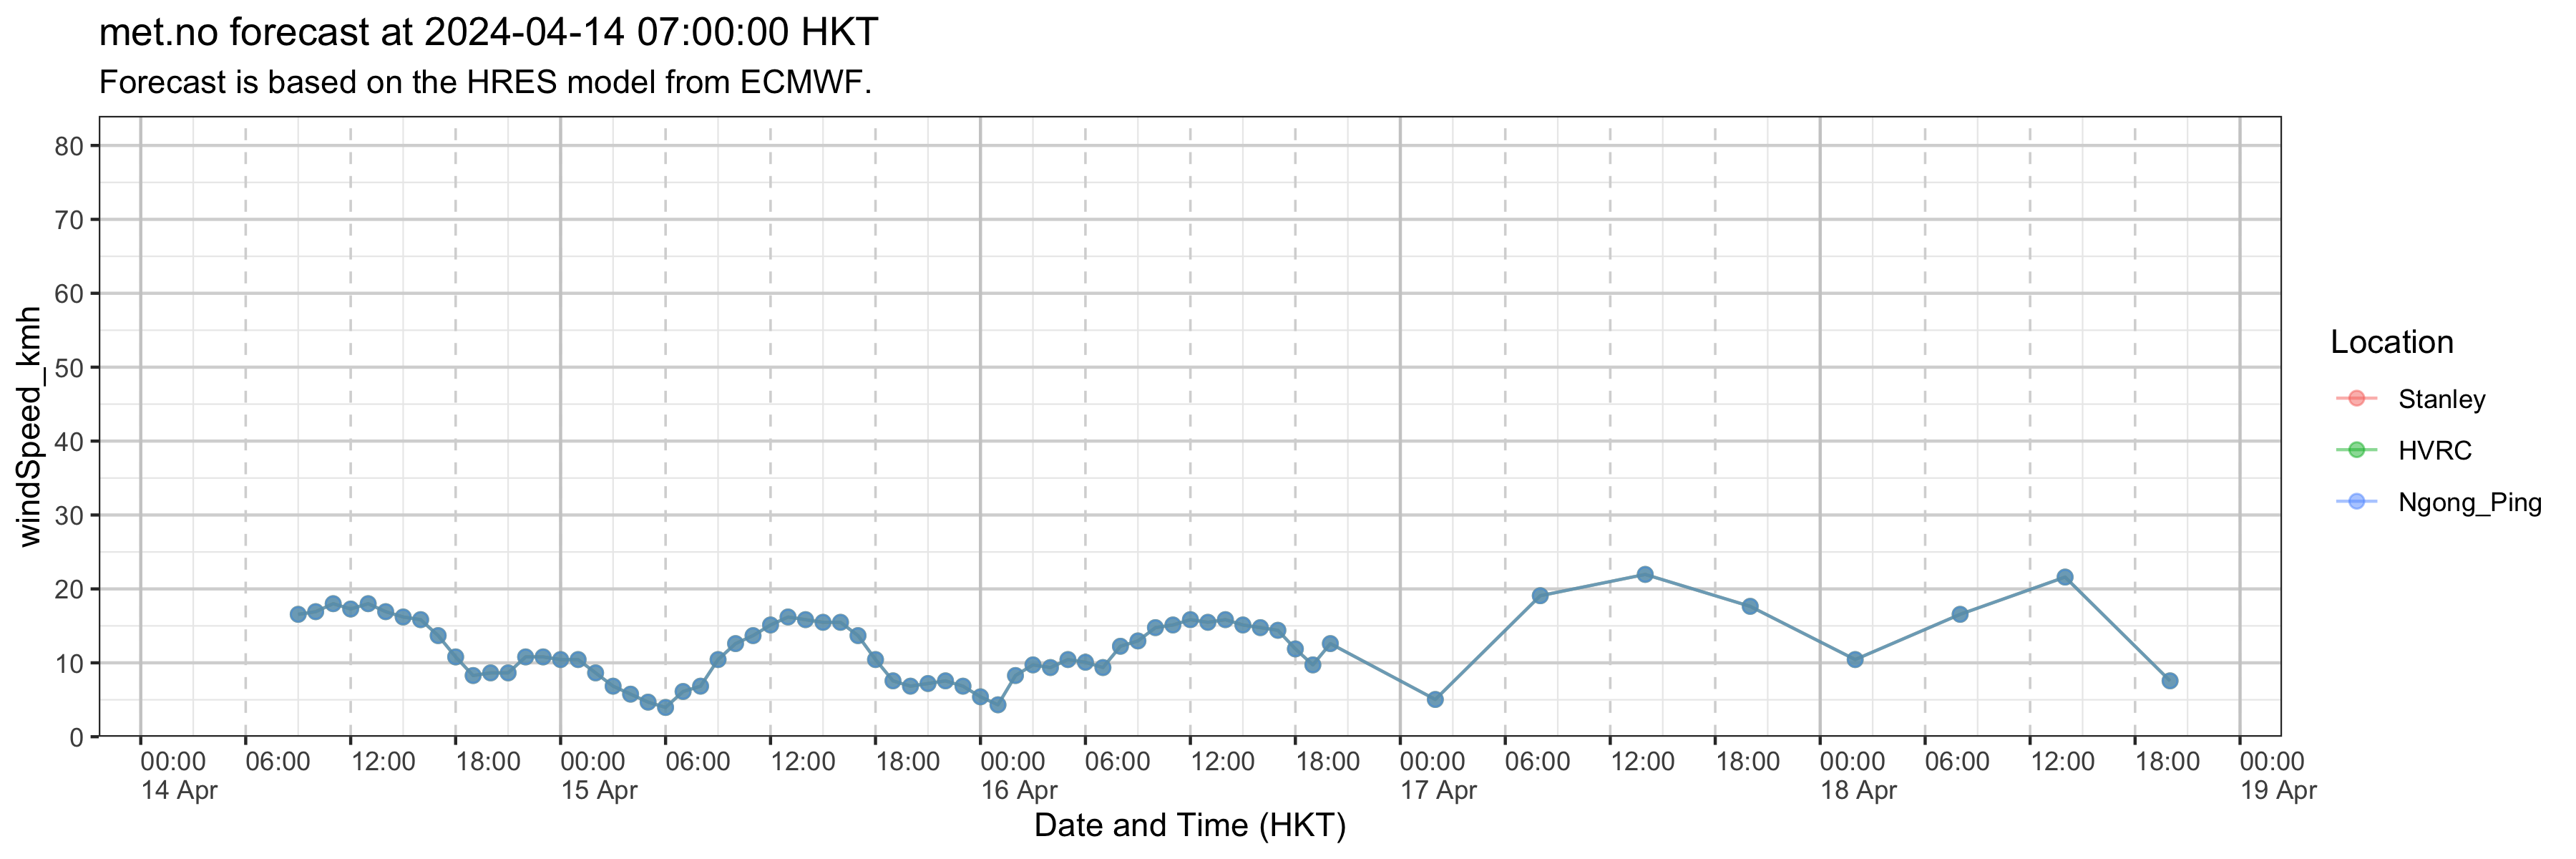 met.no forecast at 2024-04-14 07:00:00 HKT
Forecast is based on the HRES model from ECMWF.
windSpeed_kmh
80
70
60
50
40
30
20
10
0
00:00 06:00 12:00 18:00 00:00 06:00 12:00 18:00 00:00 06:00 12:00 18:00 00:00 06:00 12:00 18:00 00:00 06:00 12:00 18:00 00:00
14 Apr 15 Apr 16 Apr 17 Apr 18 Apr 19 Apr
Date and Time (HKT)
Location
Stanley
HVRC
Ngong_Ping